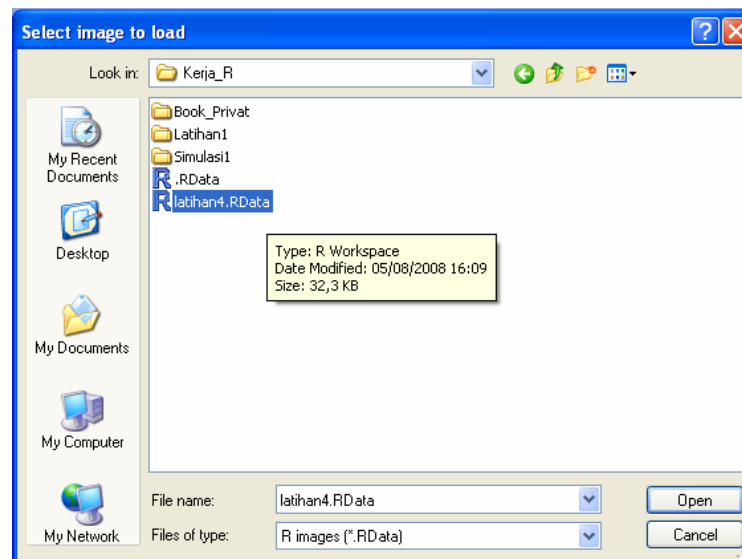 Select image to load
Look in: Kerja_R
My Recent
Documents
Desktop
My Documents
My Computer
My Network
Book_Privat
Latihan1
Simulasi1
.RData
latihan4.RData
Type: R Workspace
Date Modified: 05/08/2008 16:09
Size: 32,3 KB
File name: latihan4.RData Open
Files of type: R images (*.RData) Cancel